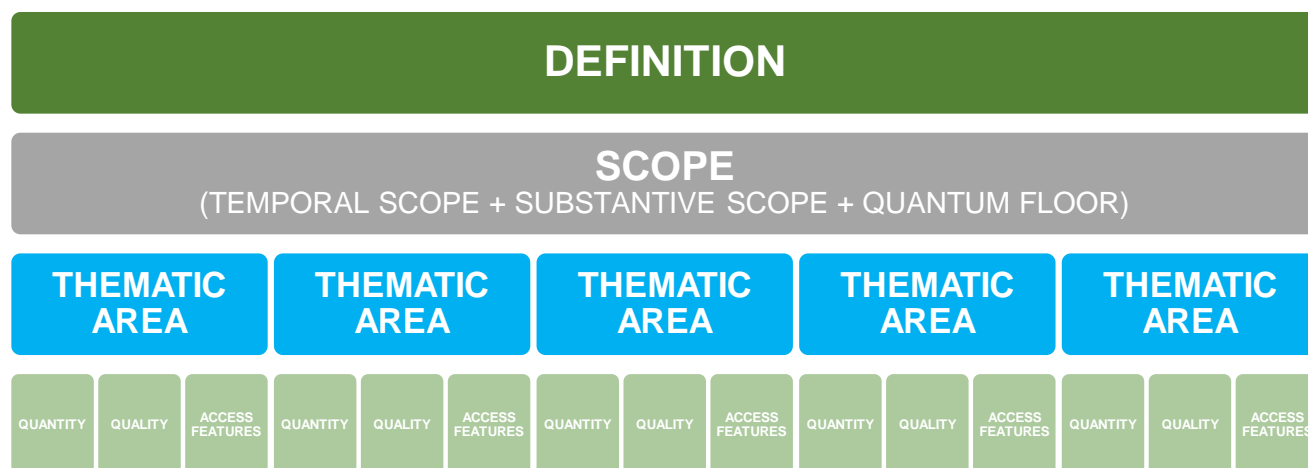 DEFINITION
SCOPE
(TEMPORAL SCOPE + SUBSTANTIVE SCOPE + QUANTUM FLOOR)
THEMATIC
AREA
THEMATIC
AREA
THEMATIC
AREA
THEMATIC
AREA
THEMATIC
AREA
QUANTITY
QUALITY
ACCESS
FEATURES
QUANTITY
QUALITY
ACCESS
FEATURES
QUANTITY
QUALITY
ACCESS
FEATURES
QUANTITY
QUALITY
ACCESS
FEATURES
QUANTITY
QUALITY
ACCESS
FEATURES